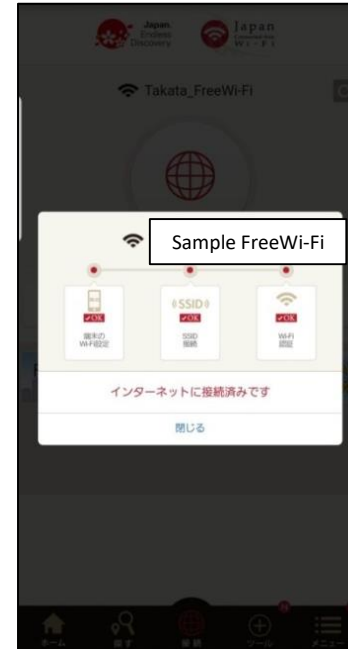 Japan.
Endless
Discovery
Japan
Wi-Fi
Takata_FreeWi-Fi
Sample FreeWi-Fi
✔OK
端末の
Wi-Fi設定
SSID
✔OK
SSID
接続
✔OK
Wi-Fi
認証
インターネットに接続済みです
閉じる
ホーム
探す
接続
ツール
メニュー